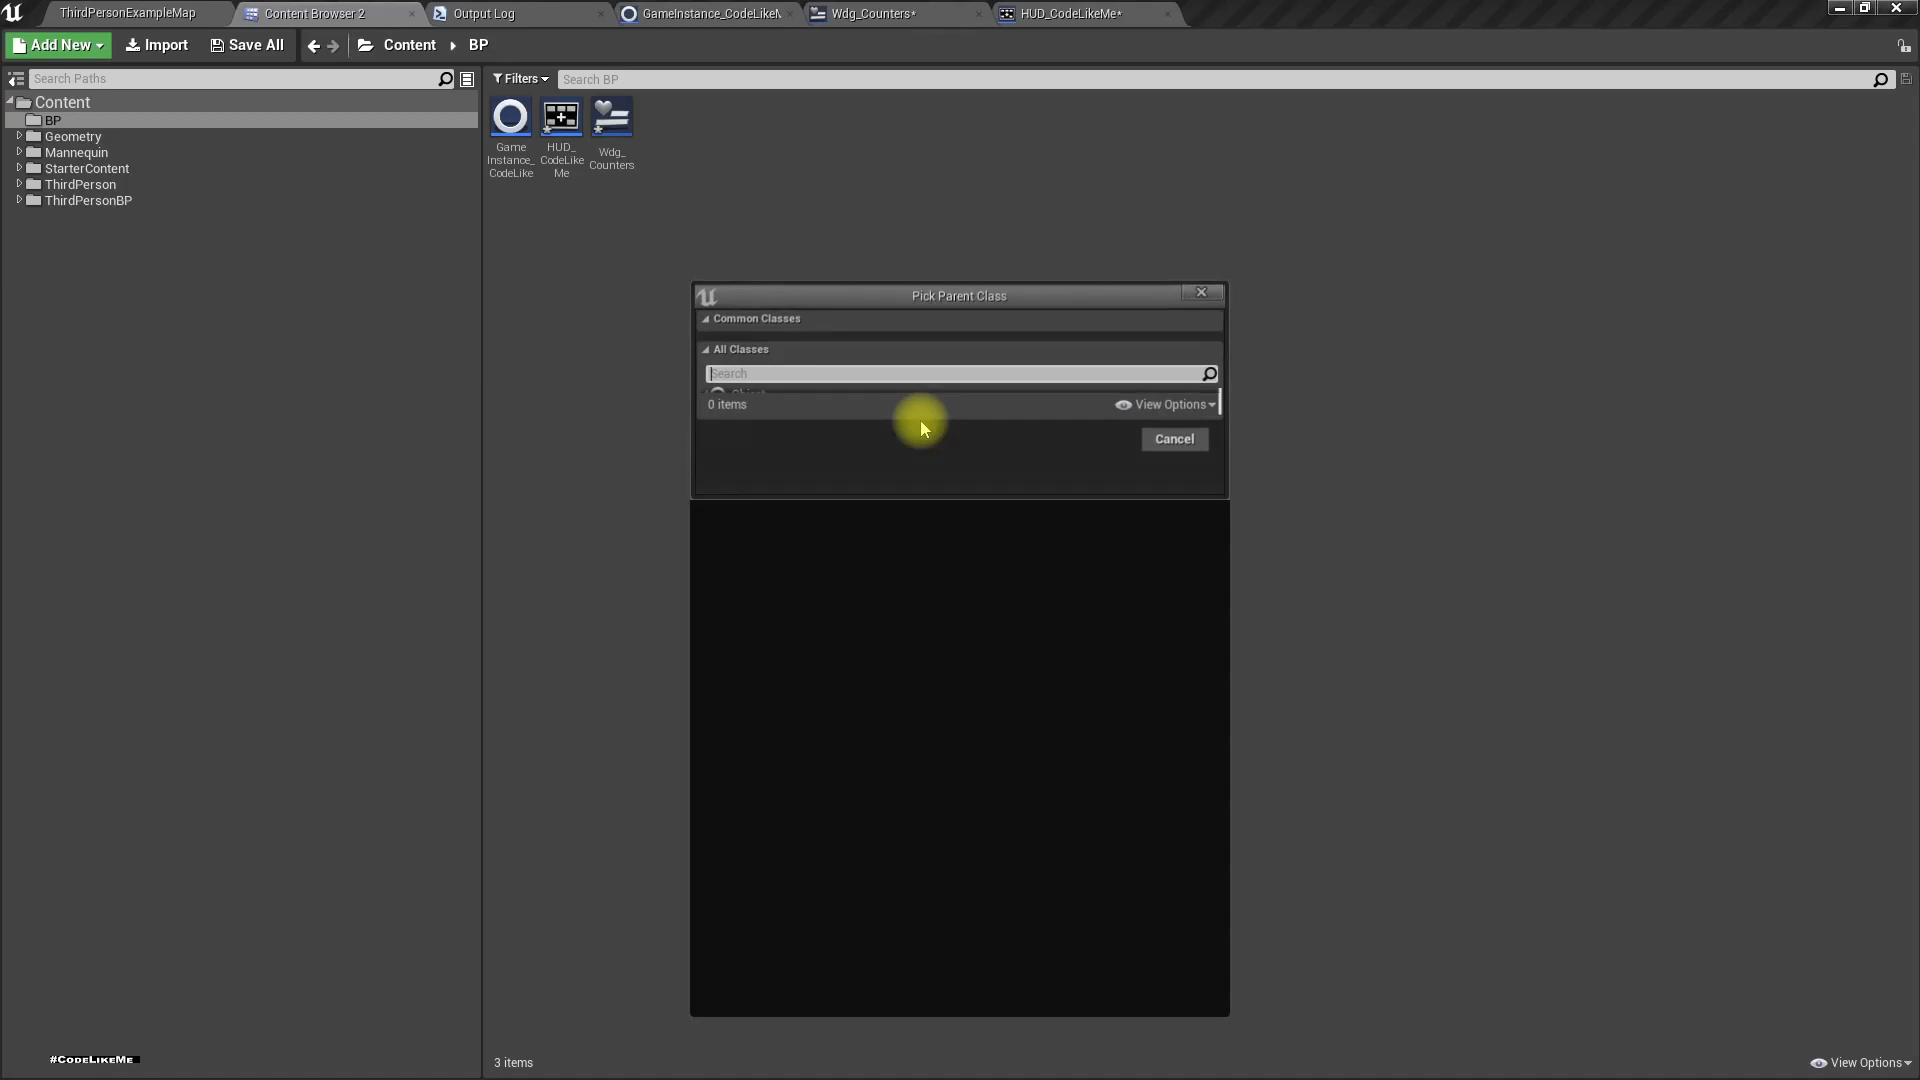 ThirdPersonExampleMap
Content Browser 2
Output Log
GameInstance_CodeLikeM
Wdg_Counters*
HUD_CodeLikeMe*
Add New
Import
Save All
Content
BP
Search Paths
Filters
Search BP
Content
BP
Geometry
Mannequin
StarterContent
ThirdPerson
ThirdPersonBP
Game
Instance_
CodeLike
HUD_
CodeLike
Me
Wdg_
Counters
Pick Parent Class
Common Classes
All Classes
Search
0 items
View Options
Cancel
#CodeLikeMe
3 items
View Options